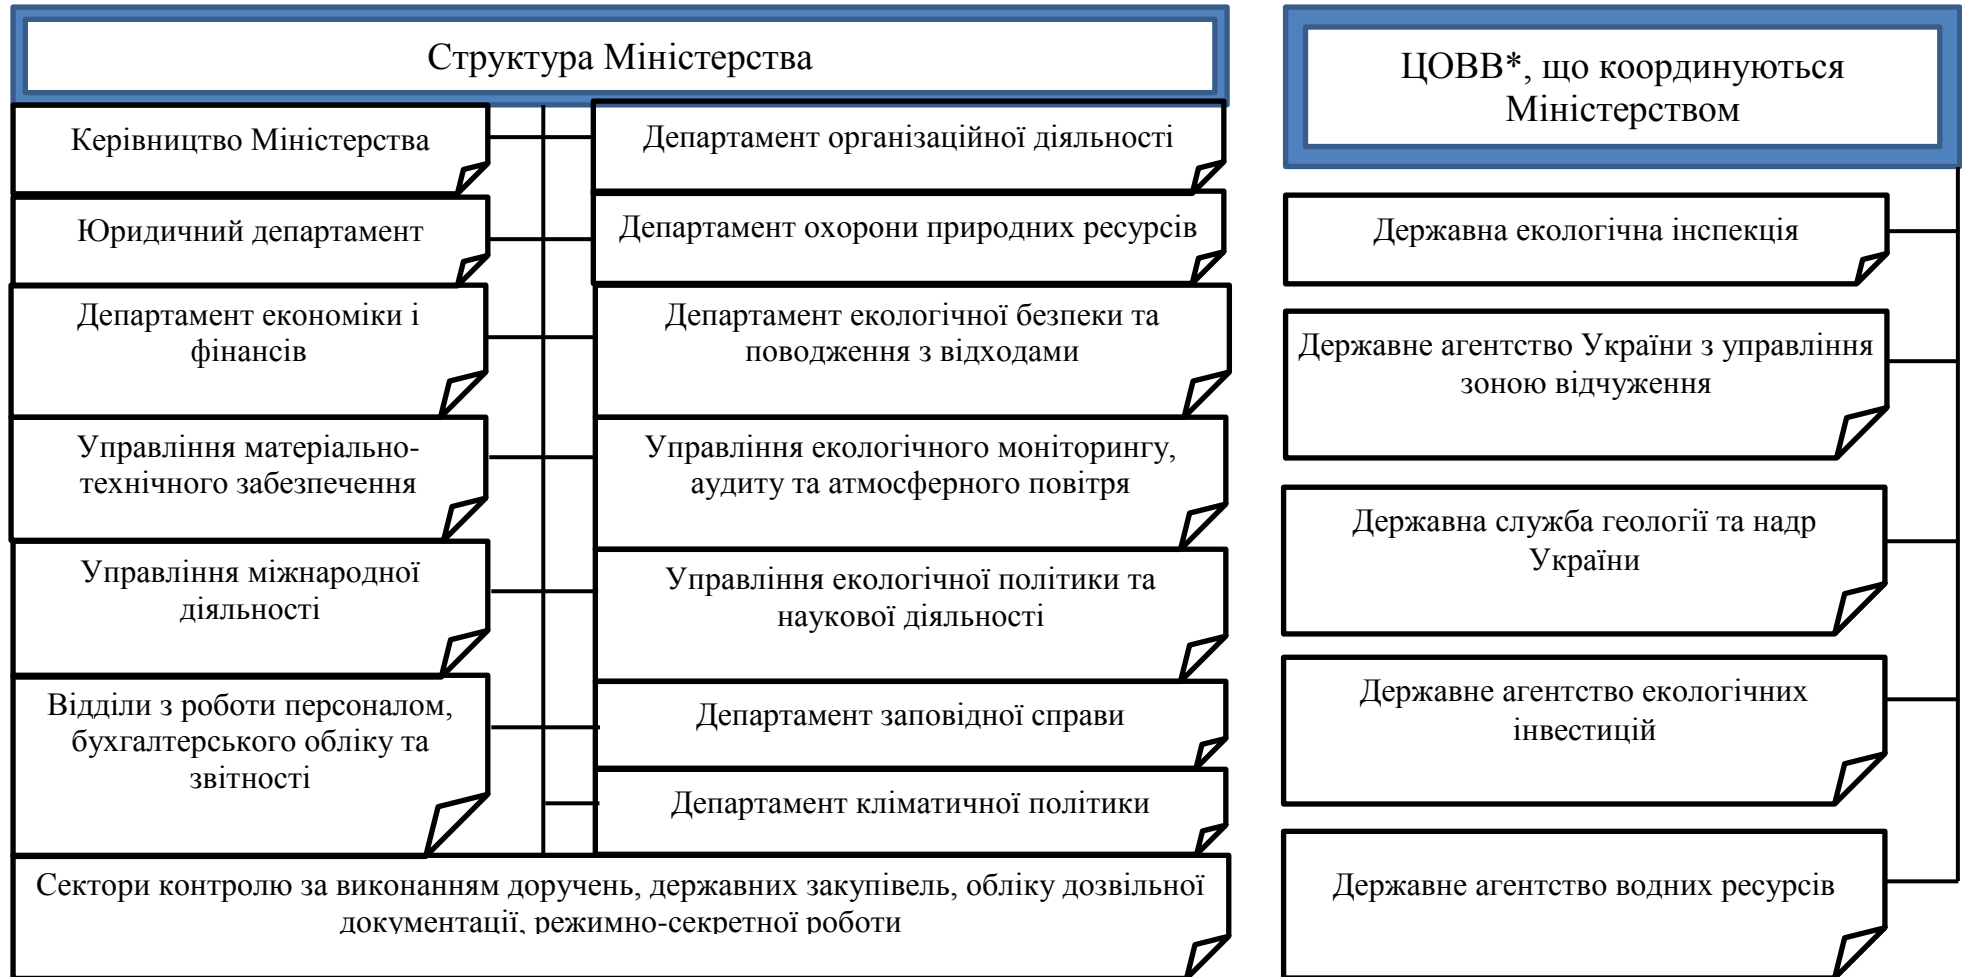 Структура Міністерства
Керівництво Міністерства
Юридичний департамент
Департамент економіки і
фінансів
Управління матеріально-
технічного забезпечення
Управління міжнародної
діяльності
Відділи з роботи персоналом,
бухгалтерського обліку та
звітності
Департамент організаційної діяльності
Департамент охорони природних ресурсів
Департамент екологічної безпеки та
поводження з відходами
Управління екологічного моніторингу,
аудиту та атмосферного повітря
Управління екологічної політики та
наукової діяльності
Департамент заповідної справи
Департамент кліматичної політики
Сектори контролю за виконанням доручень, державних закупівель, обліку дозвільної
документації, режимно-секретної роботи
ЦОВВ*, що координуються
Міністерством
Державна екологічна інспекція
Державне агентство України з управління
зоною відчуження
Державна служба геології та надр
України
Державне агентство екологічних
інвестицій
Державне агентство водних ресурсів